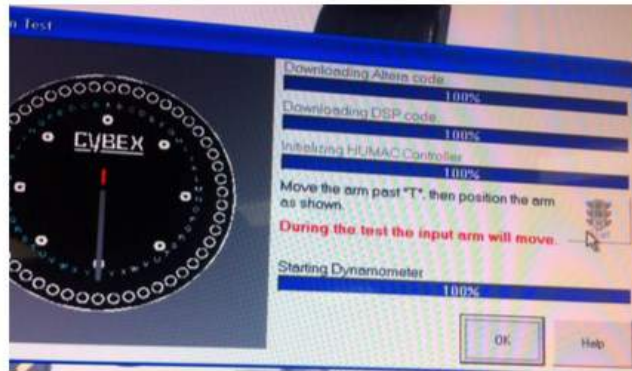 n Test
CYBEX
Downloading Altera code
100%
Downloading DSP code
100%
Initializing HUMAC Controller
100%
Move the arm past "T", then position the arm
as shown.
During the test the input arm will move.
Starting Dynamometer
100%
OK
Help